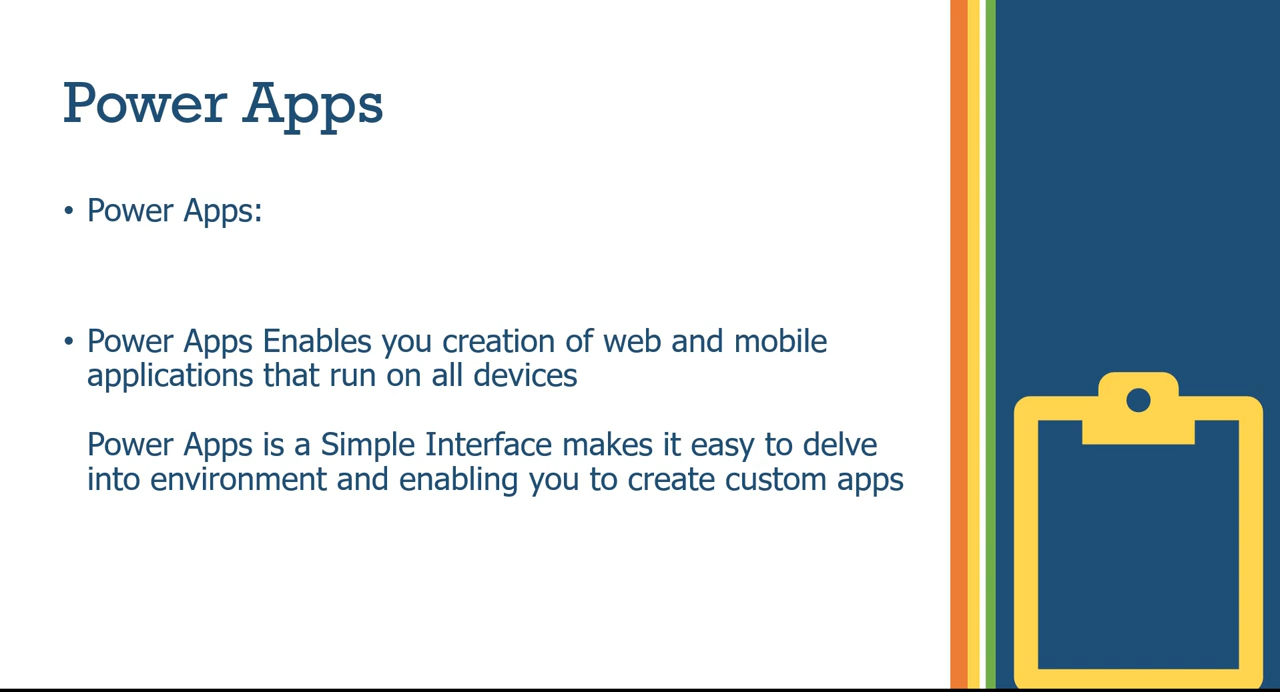 Power Apps
• Power Apps:
• Power Apps Enables you creation of web and mobile
applications that run on all devices
Power Apps is a Simple Interface makes it easy to delve
into environment and enabling you to create custom apps